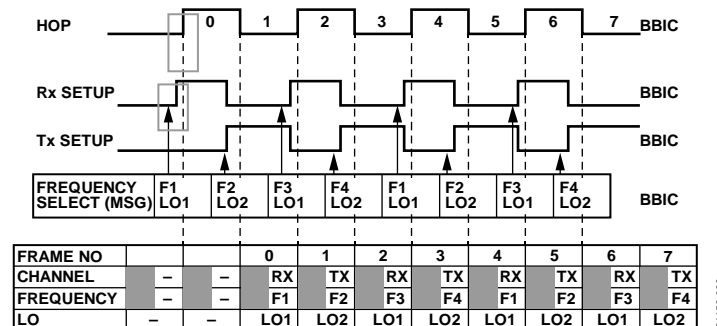 HOP 0 1 2 3 4 5 6 7 BBIC
Rx SETUP BBIC
Tx SETUP BBIC
FREQUENCY SELECT (MSG) F1 LO1 F2 LO2 F3 LO1 F4 LO2 F1 LO1 F2 LO2 F3 LO1 F4 LO2 BBIC
FRAME NO 0 1 2 3 4 5 6 7
CHANNEL – – RX TX RX TX RX TX RX TX
FREQUENCY – – F1 F2 F3 F4 F1 F2 F3 F4
LO – – LO1 LO2 LO1 LO2 LO1 LO2 LO1 LO2